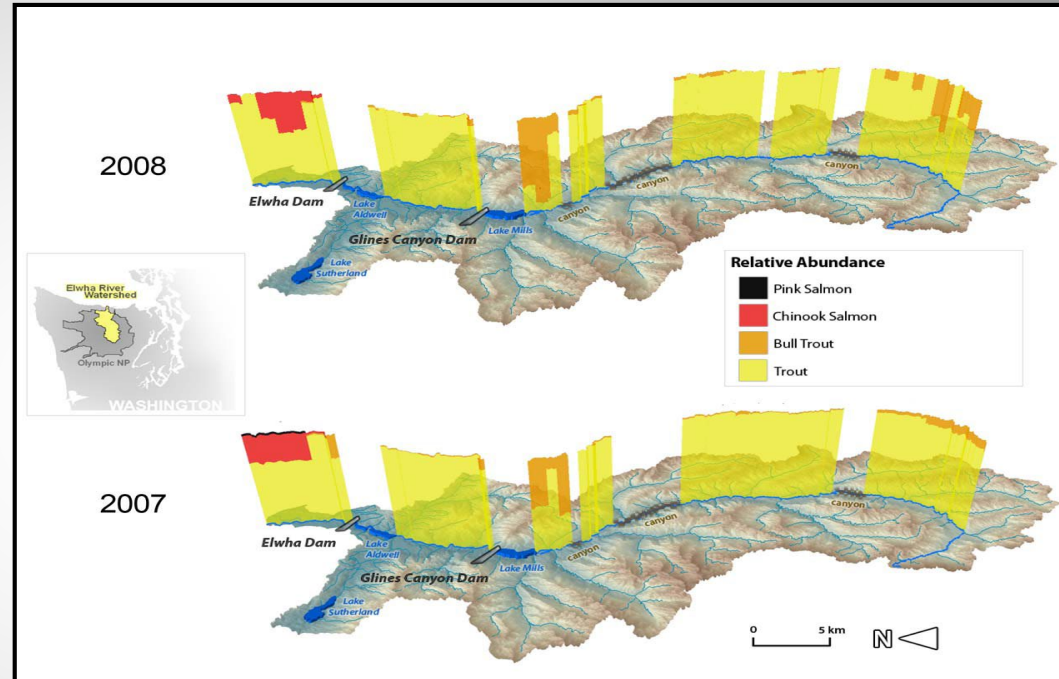 2008
Elwha Dam
Lake
Aldwell
Glines Canyon Dam
Lake Mills
Lake
Sutherland
canyon
canyon
canyon
Elwha River
Watershed
Olympic NP
WASHINGTON
Relative Abundance
Pink Salmon
Chinook Salmon
Bull Trout
Trout
2007
Elwha Dam
Lake
Aldwell
Glines Canyon Dam
Lake Mills
Lake
Sutherland
canyon
canyon
canyon
0 5 km
N